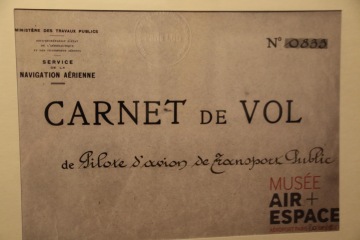 MINISTÈRE DES TRAVAUX PUBLICS
SERVICE
DE LA
NAVIGATION AÉRIENNE
N° 0555
CARNET DE VOL
de Pilote d'avion de Transport Public
MUSÉE
AIR+
ESPACE